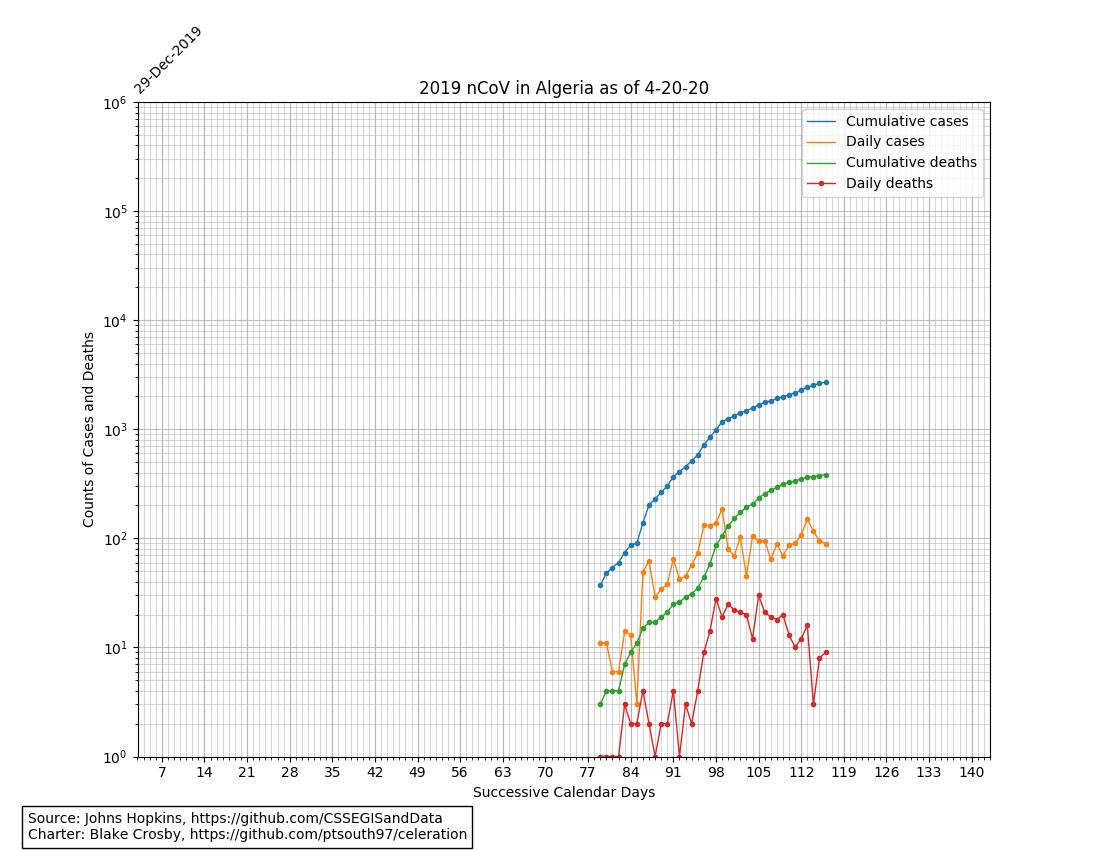 29-Dec-2019
2019 nCoV in Algeria as of 4-20-20
Cumulative cases
Daily cases
Cumulative deaths
Daily deaths
10^6
10^5
10^4
10^3
10^2
10^1
10^0
Counts of Cases and Deaths
7 14 21 28 35 42 49 56 63 70 77 84 91 98 105 112 119 126 133 140
Successive Calendar Days
Source: Johns Hopkins, https://github.com/CSSEGISandData
Charter: Blake Crosby, https://github.com/ptsouth97/celeration